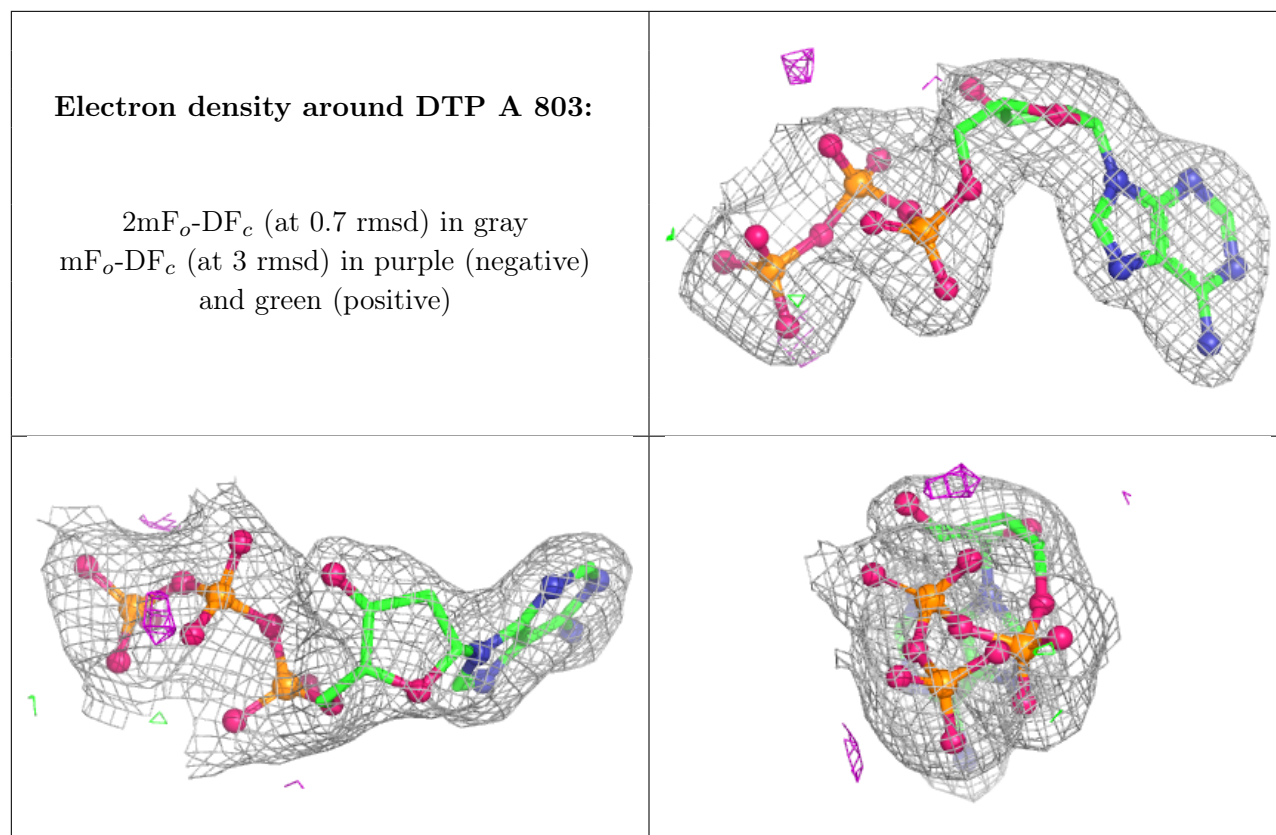 Electron density around DTP A 803:
2mFo-DFc (at 0.7 rmsd) in gray
mFo-DFc (at 3 rmsd) in purple (negative)
and green (positive)